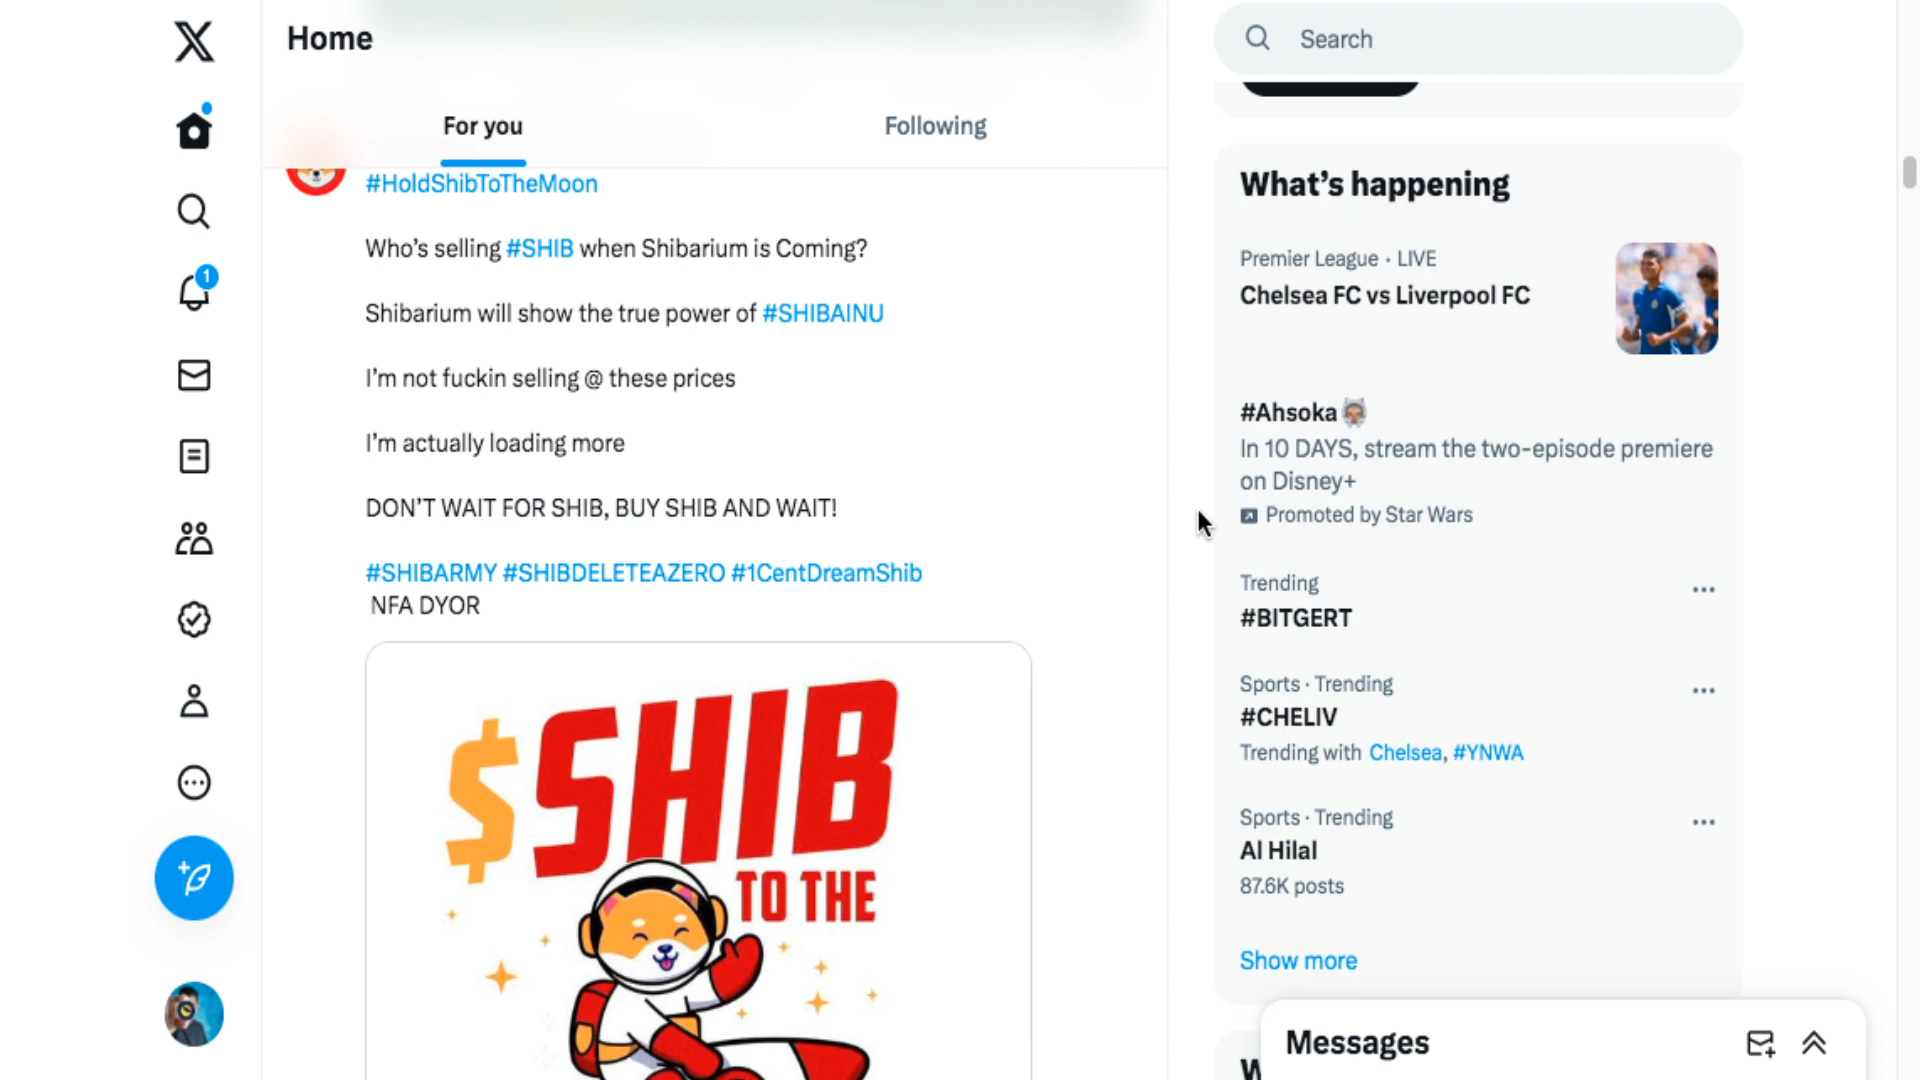 Home
For you
Following
#HoldShibToTheMoon
Who’s selling #SHIB when Shibarium is Coming?
Shibarium will show the true power of #SHIBAINU
I’m not fuckin selling @ these prices
I’m actually loading more
DON’T WAIT FOR SHIB, BUY SHIB AND WAIT!
#SHIBARMY #SHIBDELETEAZERO #1CentDreamShib
NFA DYOR
$SHIB
TO THE
1
Search
What’s happening
Premier League · LIVE
Chelsea FC vs Liverpool FC
#Ahsoka
In 10 DAYS, stream the two-episode premiere
on Disney+
Promoted by Star Wars
Trending
#BITGERT
Sports · Trending
#CHELIV
Trending with Chelsea, #YNWA
Sports · Trending
Al Hilal
87.6K posts
Show more
Messages